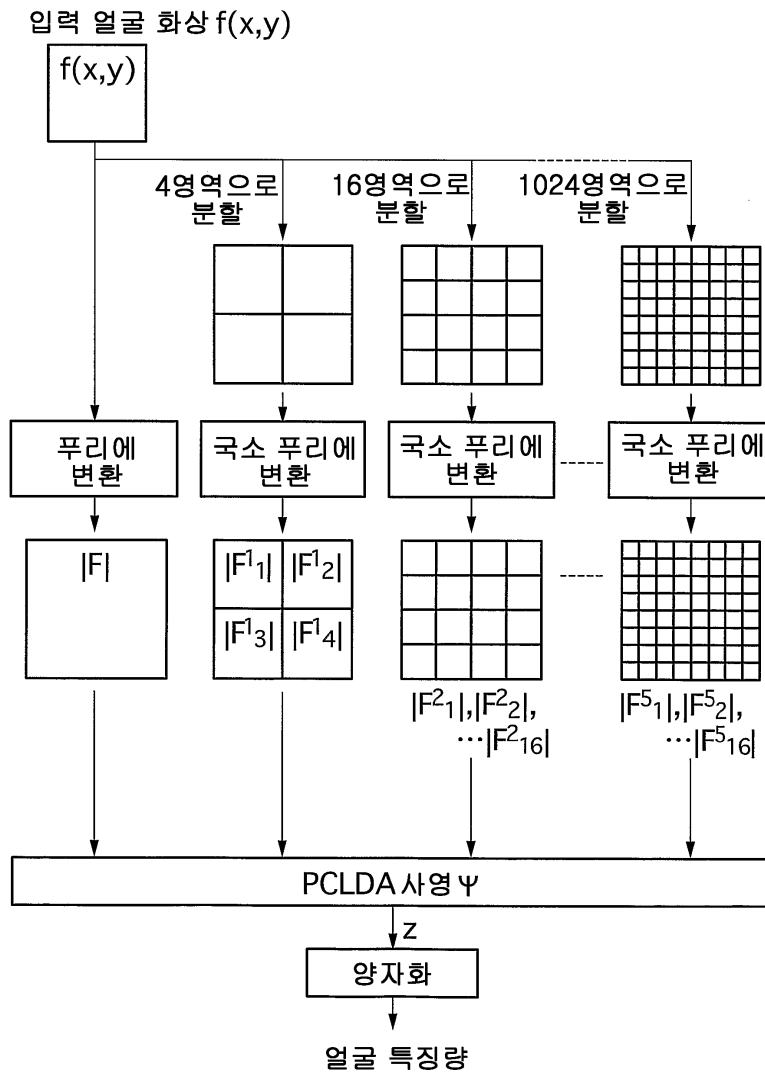 입력 얼굴 화상 f(x,y)
f(x,y)
4영역으로
분할
16영역으로
분할
1024영역으로
분할
푸리에
변환
국소 푸리에
변환
국소 푸리에
변환
국소 푸리에
변환
|F|
|F¹₁| |F¹₂|
|F¹₃| |F¹₄|
|F²₁|,|F²₂|,
…|F²₁₆|
|F⁵₁|,|F⁵₂|,
…|F⁵₁₆|
PCLDA 사영 Ψ
z
양자화
얼굴 특징량